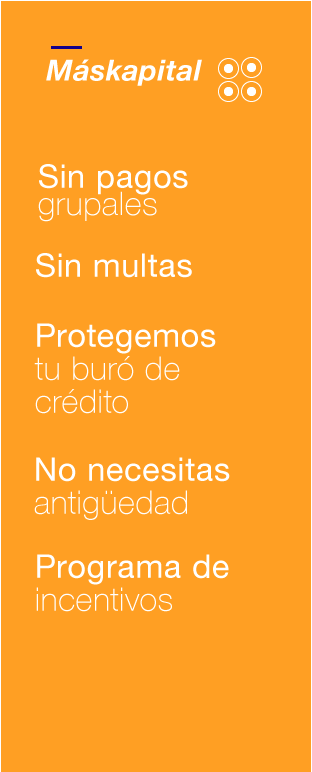 Máskapital
Sin pagos
grupales
Sin multas
Protegemos
tu buró de
crédito
No necesitas
antigüedad
Programa de
incentivos